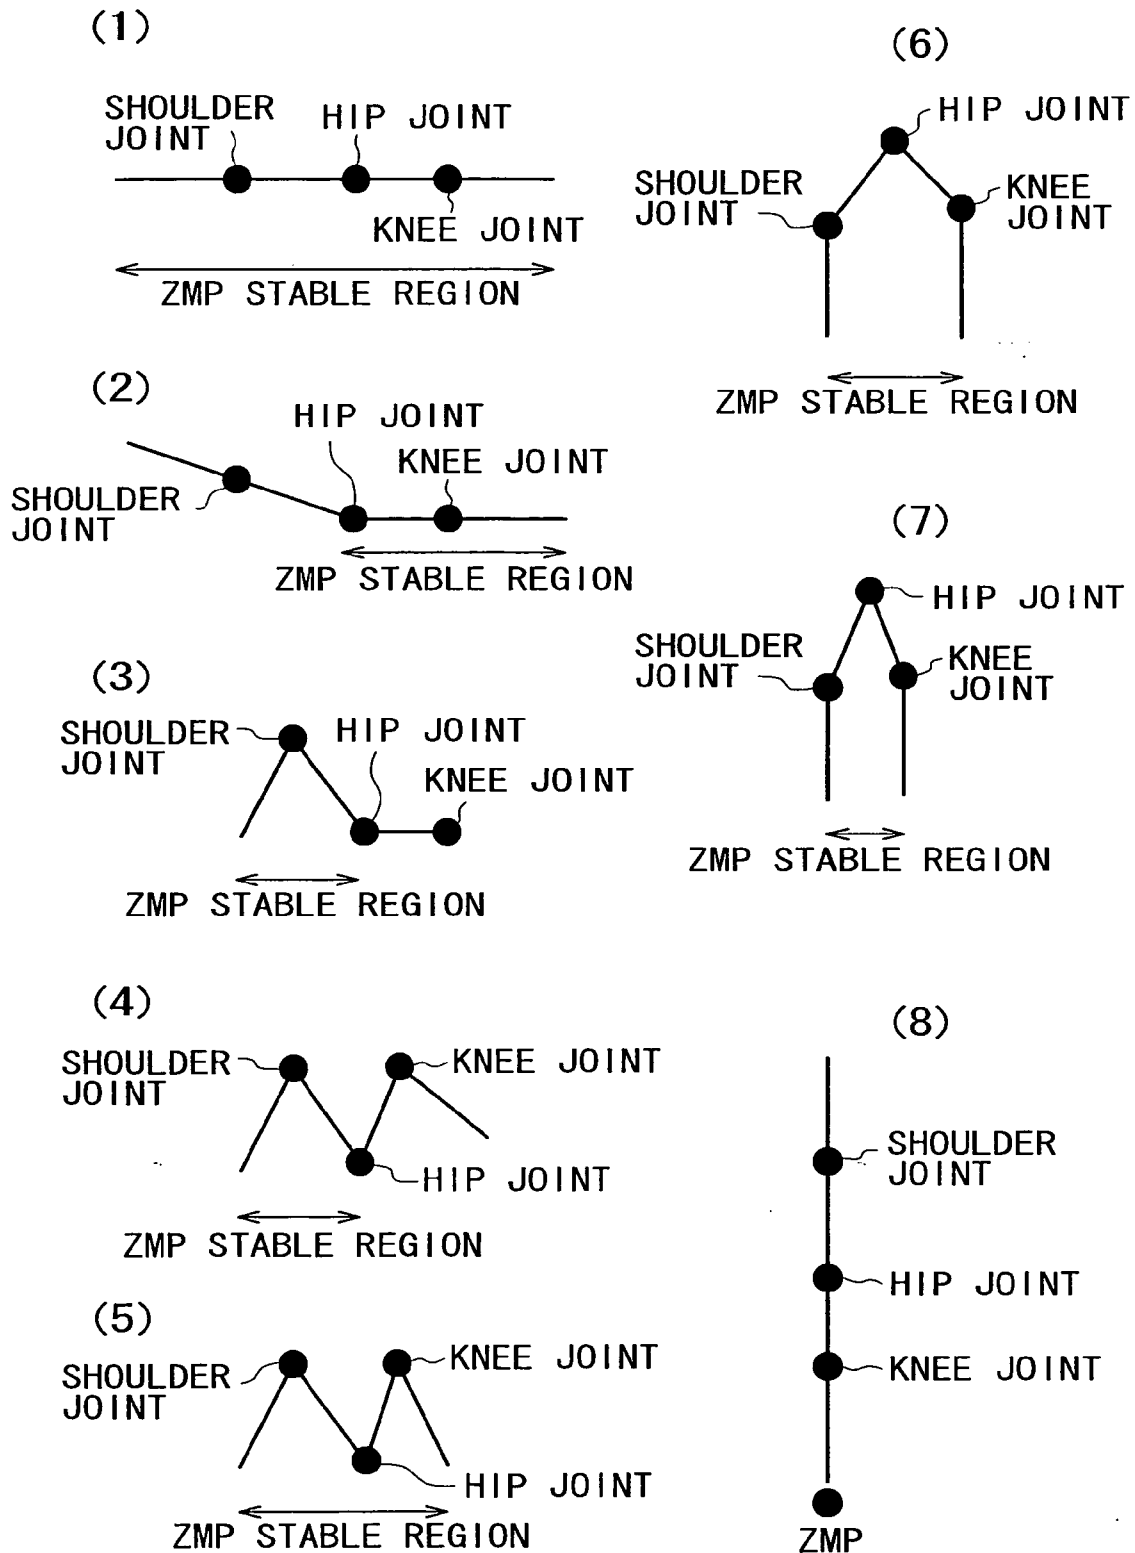 (1)
SHOULDER
JOINT
HIP JOINT
KNEE JOINT
ZMP STABLE REGION
(2)
HIP JOINT
KNEE JOINT
SHOULDER
JOINT
ZMP STABLE REGION
(3)
SHOULDER
JOINT
HIP JOINT
KNEE JOINT
ZMP STABLE REGION
(4)
SHOULDER
JOINT
KNEE JOINT
HIP JOINT
ZMP STABLE REGION
(5)
SHOULDER
JOINT
KNEE JOINT
HIP JOINT
ZMP STABLE REGION
(6)
HIP JOINT
SHOULDER
JOINT
KNEE
JOINT
ZMP STABLE REGION
(7)
HIP JOINT
SHOULDER
JOINT
KNEE
JOINT
ZMP STABLE REGION
(8)
SHOULDER
JOINT
HIP JOINT
KNEE JOINT
ZMP